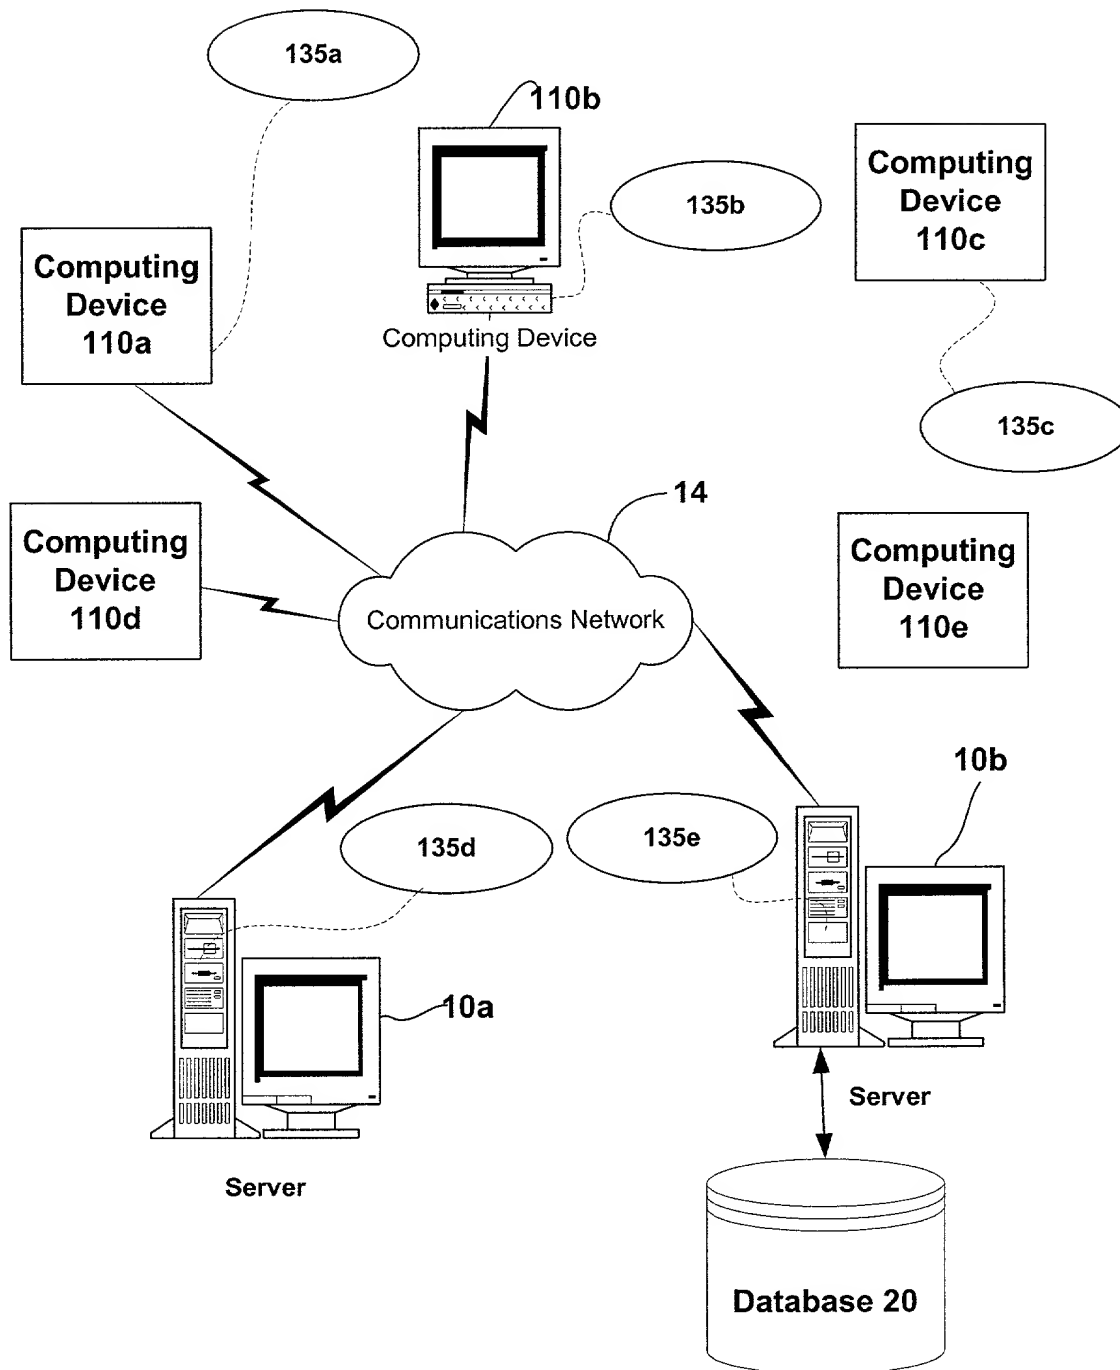 135a
110b
Computing
Device
110c
135b
Computing
Device
110a
Computing Device
135c
14
Computing
Device
110d
Computing
Device
110e
Communications Network
10b
135d
135e
10a
Server
Server
Database 20